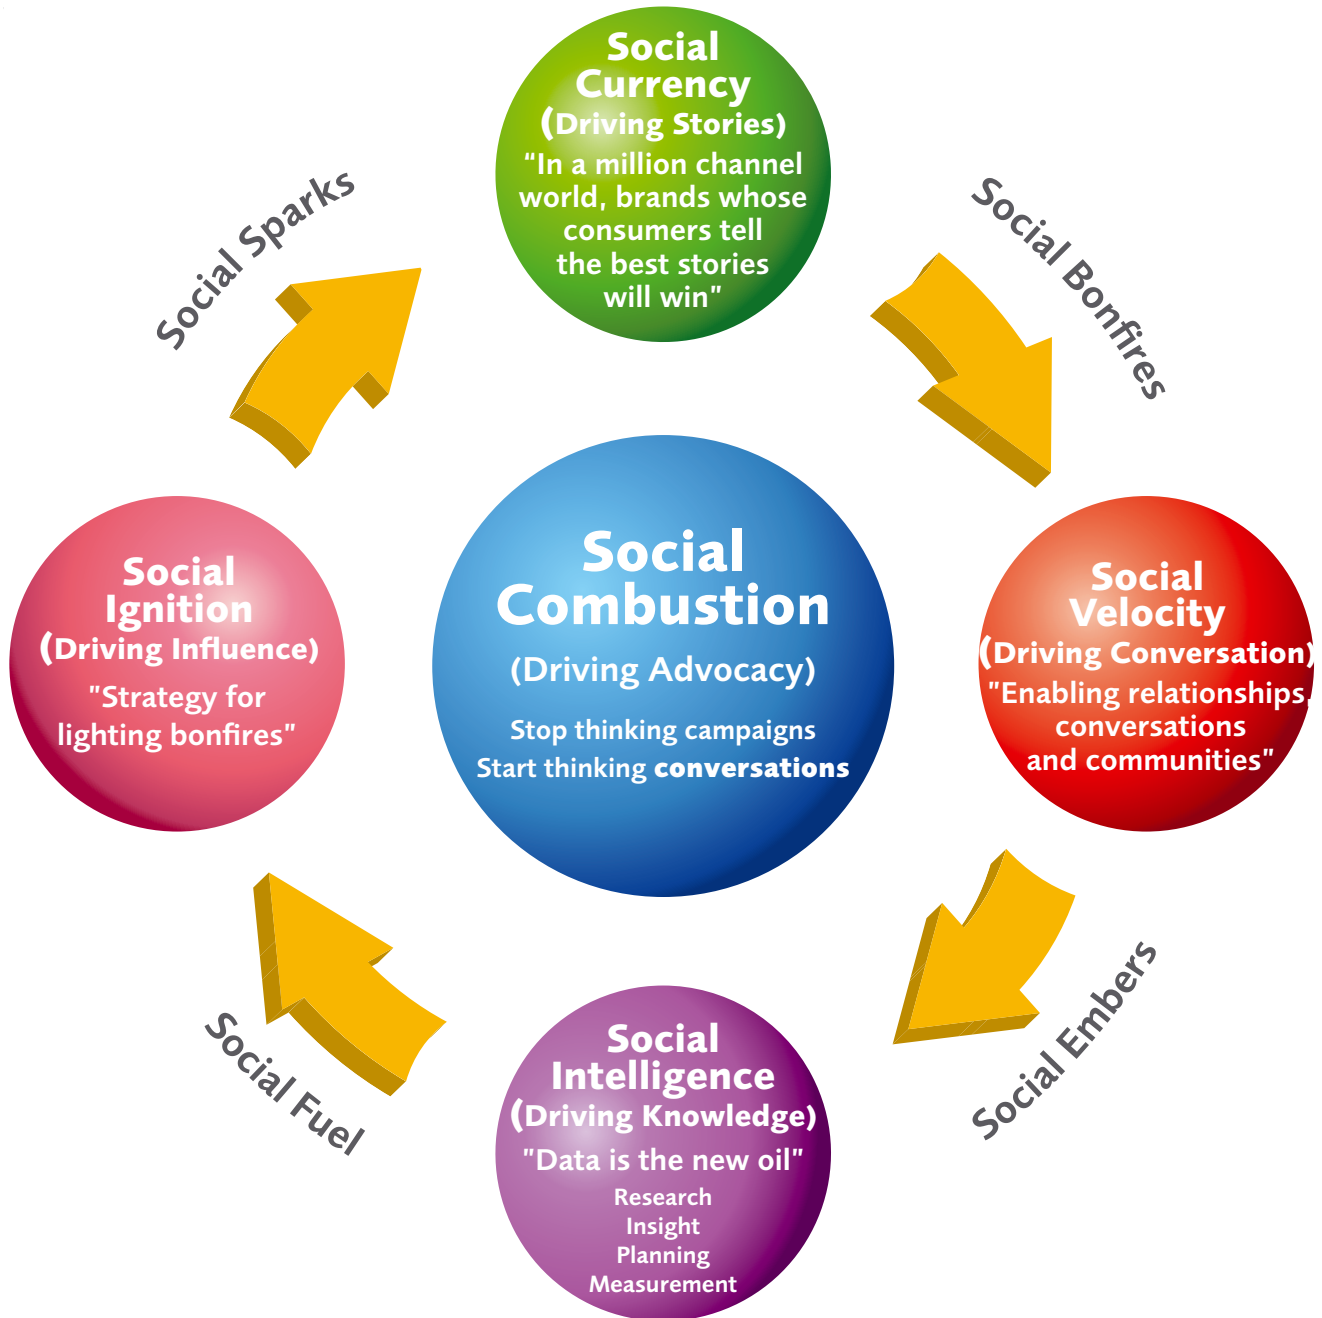 Social
Currency
(Driving Stories)
“In a million channel
world, brands whose
consumers tell
the best stories
will win”
Social Sparks
Social Bonfires
Social
Ignition
(Driving Influence)
"Strategy for
lighting bonfires"
Social
Combustion
(Driving Advocacy)
Stop thinking campaigns
Start thinking conversations
Social
Velocity
(Driving Conversation)
"Enabling relationships,
conversations
and communities"
Social Fuel
Social Embers
Social
Intelligence
(Driving Knowledge)
"Data is the new oil"
Research
Insight
Planning
Measurement